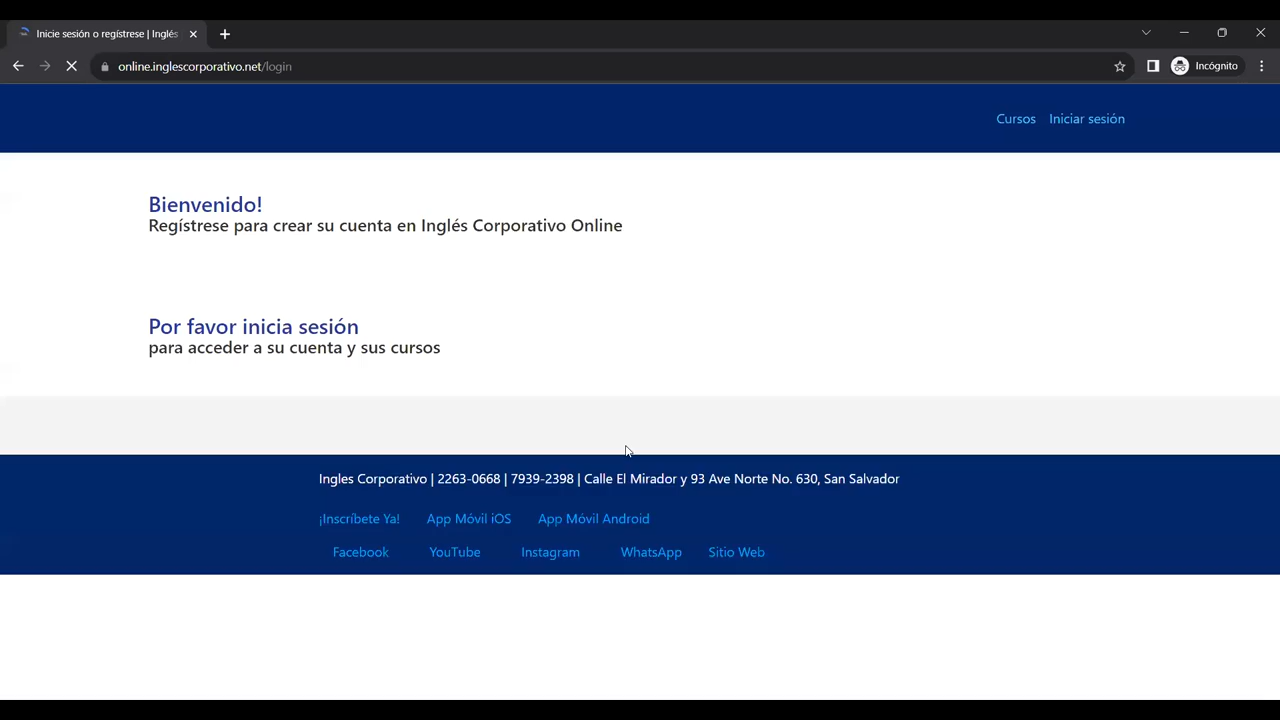 Inicie sesión o regístrese | Inglés
online.inglescorporativo.net/login
Incógnito
Cursos Iniciar sesión
Bienvenido!
Regístrese para crear su cuenta en Inglés Corporativo Online
Por favor inicia sesión
para acceder a su cuenta y sus cursos
Ingles Corporativo | 2263-0668 | 7939-2398 | Calle El Mirador y 93 Ave Norte No. 630, San Salvador
¡Inscríbete Ya! App Móvil iOS App Móvil Android
Facebook YouTube Instagram WhatsApp Sitio Web